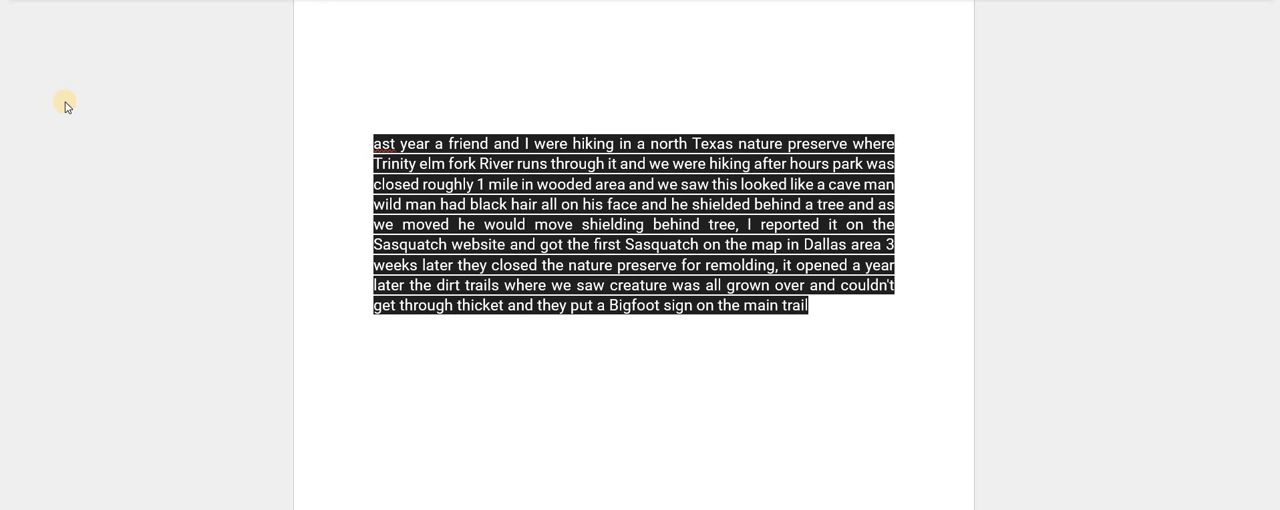 ast year a friend and I were hiking in a north Texas nature preserve where
Trinity elm fork River runs through it and we were hiking after hours park was
closed roughly 1 mile in wooded area and we saw this looked like a cave man
wild man had black hair all on his face and he shielded behind a tree and as
we moved he would move shielding behind tree, I reported it on the
Sasquatch website and got the first Sasquatch on the map in Dallas area 3
weeks later they closed the nature preserve for remolding, it opened a year
later the dirt trails where we saw creature was all grown over and couldn't
get through thicket and they put a Bigfoot sign on the main trail